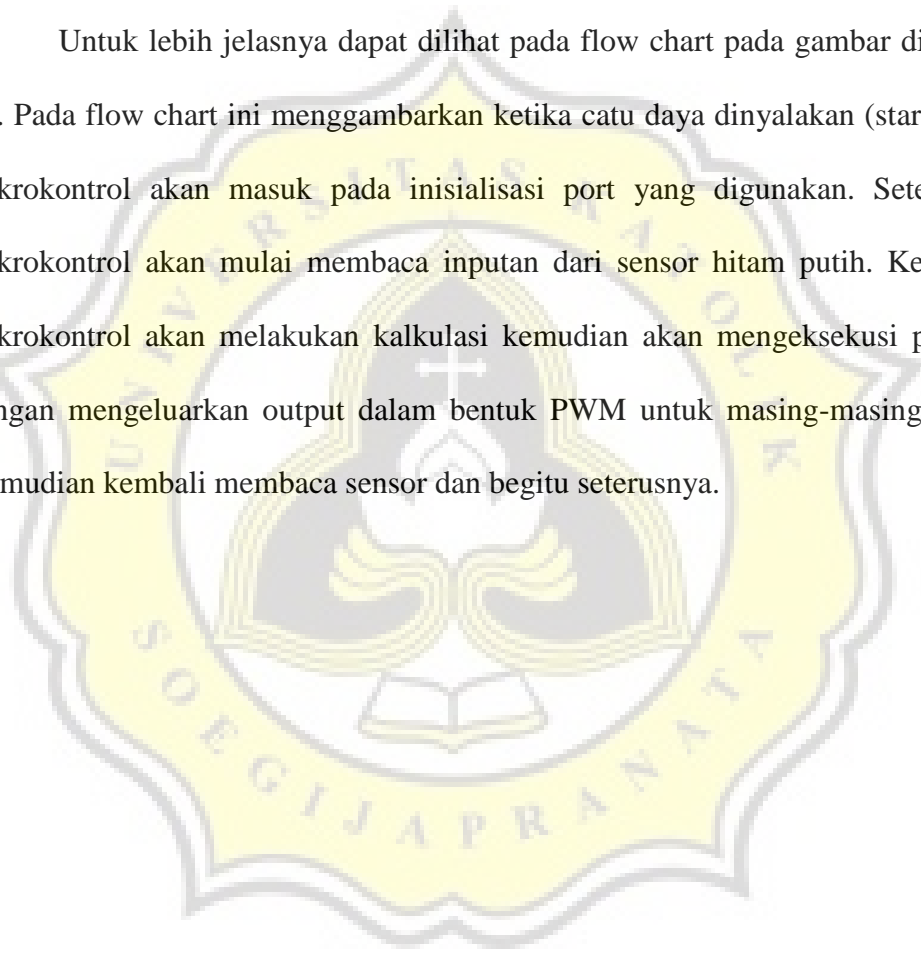 Untuk lebih jelasnya dapat dilihat pada flow chart pada gambar di
. Pada flow chart ini menggambarkan ketika catu daya dinyalakan (star
krokontrol akan masuk pada inisialisasi port yang digunakan. Sete
krokontrol akan mulai membaca inputan dari sensor hitam putih. Ke
krokontrol akan melakukan kalkulasi kemudian akan mengeksekusi p
ngan mengeluarkan output dalam bentuk PWM untuk masing-masing
mudian kembali membaca sensor dan begitu seterusnya.
UNIVERSITAS KATOLIK
SOEGIJAPRANATA